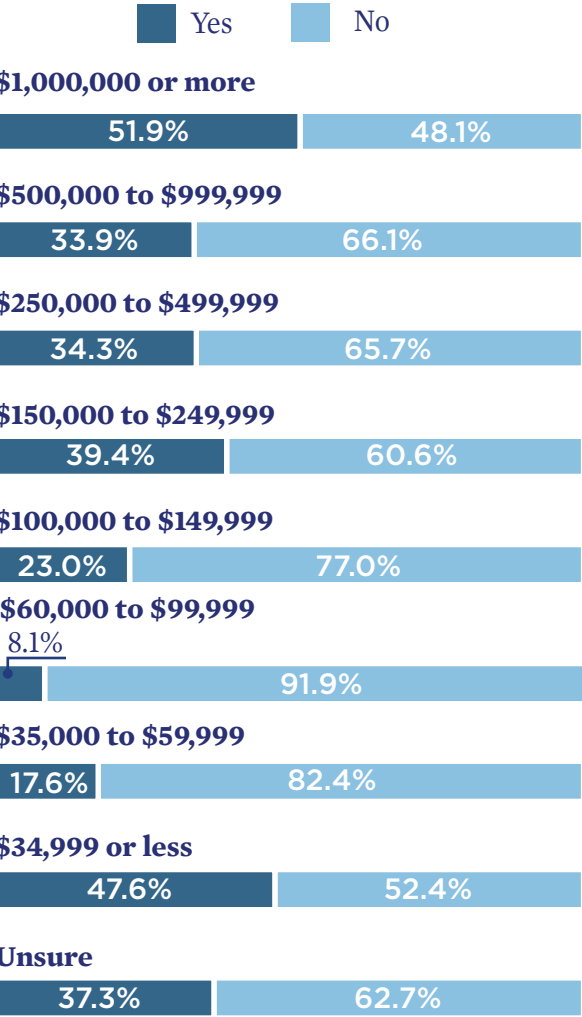 Yes No
$1,000,000 or more
51.9% 48.1%
$500,000 to $999,999
33.9% 66.1%
$250,000 to $499,999
34.3% 65.7%
$150,000 to $249,999
39.4% 60.6%
$100,000 to $149,999
23.0% 77.0%
$60,000 to $99,999
8.1%
91.9%
$35,000 to $59,999
17.6% 82.4%
$34,999 or less
47.6% 52.4%
Unsure
37.3% 62.7%